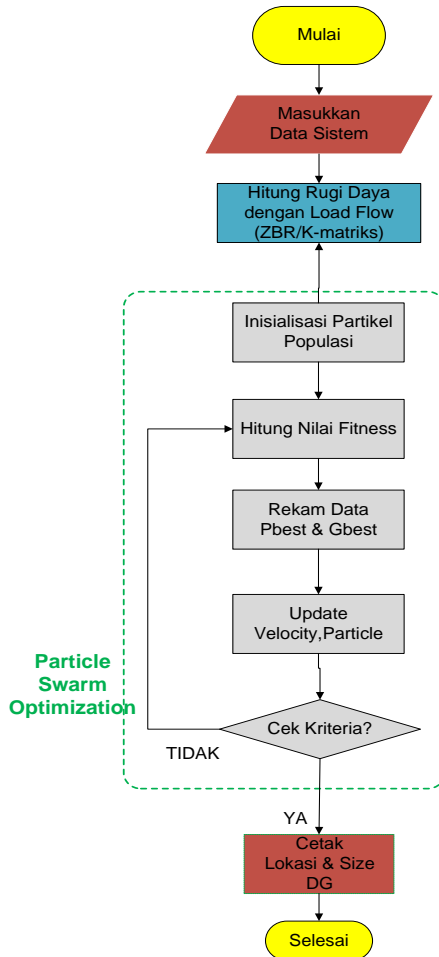 Mulai
Masukkan
Data Sistem
Hitung Rugi Daya
dengan Load Flow
(ZBR/K-matriks)
Inisialisasi Partikel
Populasi
Hitung Nilai Fitness
Rekam Data
Pbest & Gbest
Update
Velocity,Particle
Particle
Swarm
Optimization
Cek Kriteria?
TIDAK
YA
Cetak
Lokasi & Size
DG
Selesai